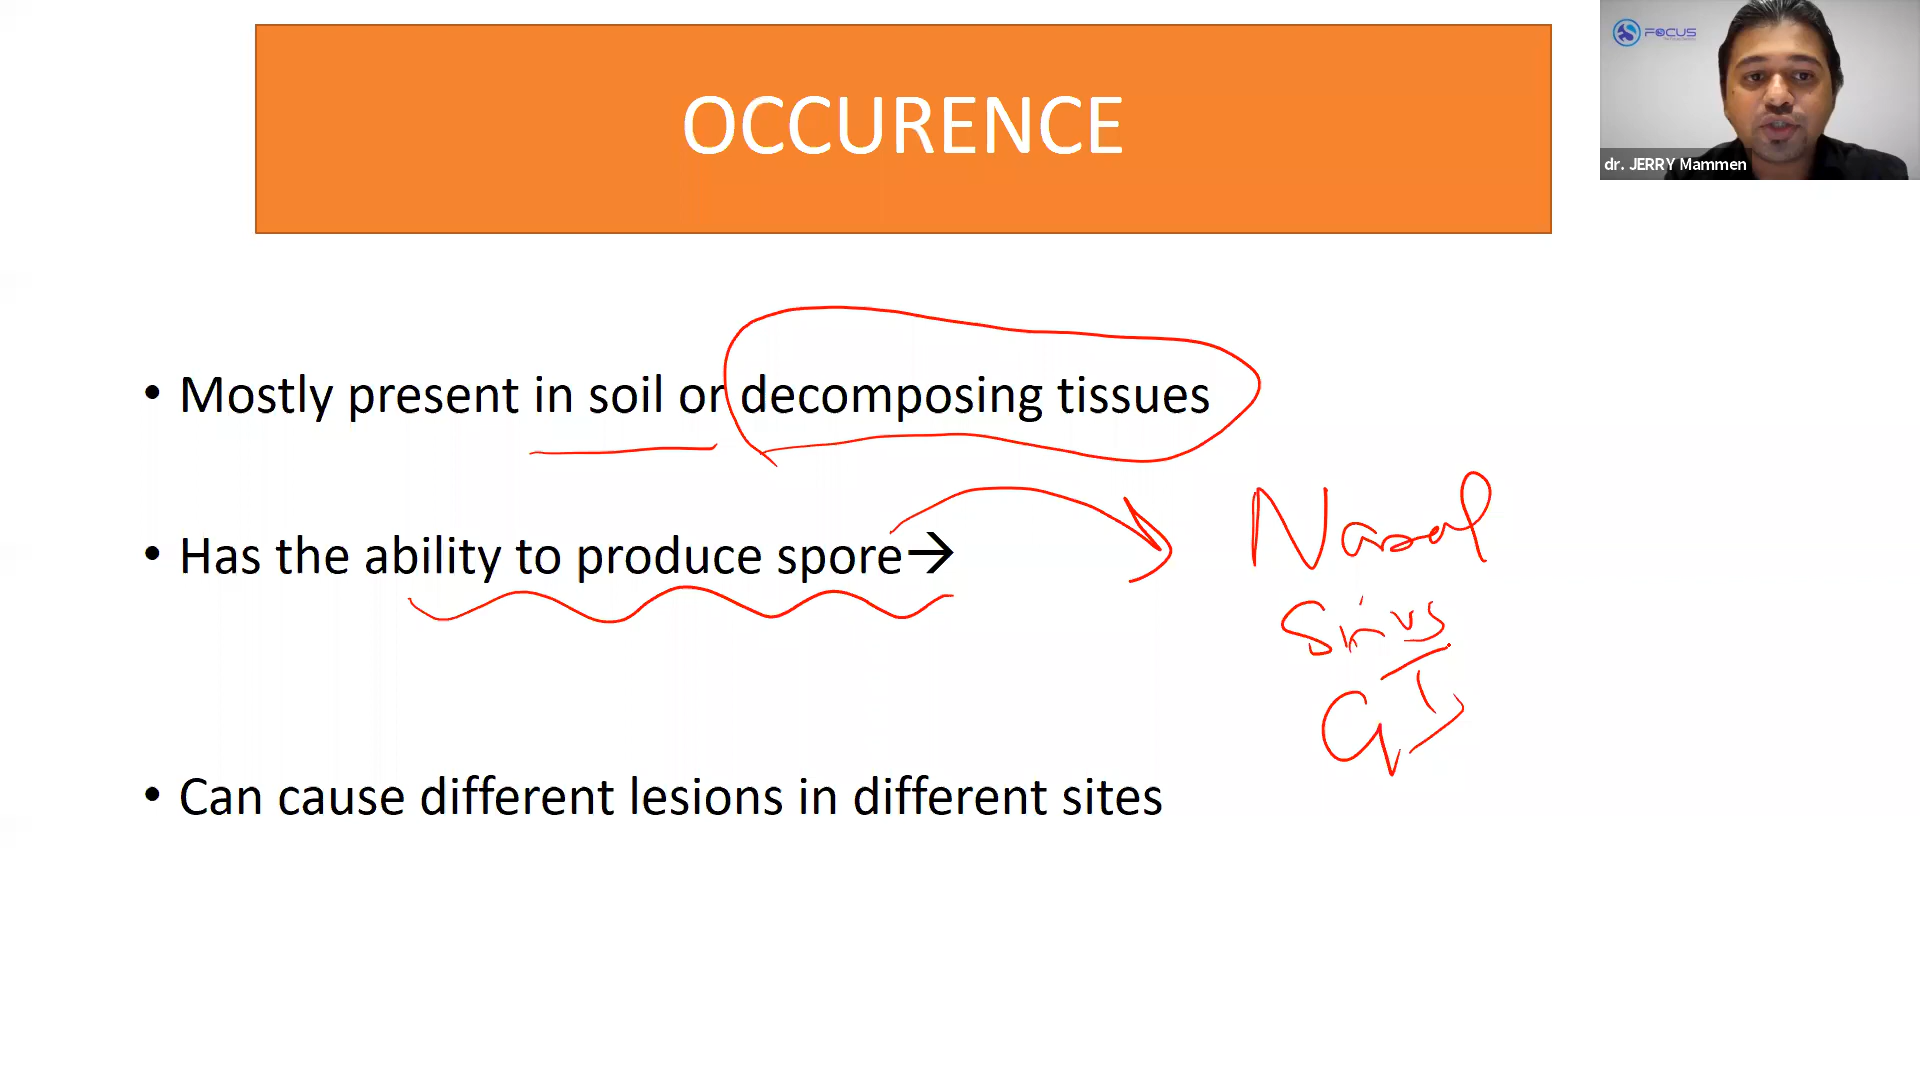 FOCUS
OCCURENCE
dr. JERRY Mammen
• Mostly present in soil or decomposing tissues
• Has the ability to produce spore→
Nasal
Sinus
GI
• Can cause different lesions in different sites